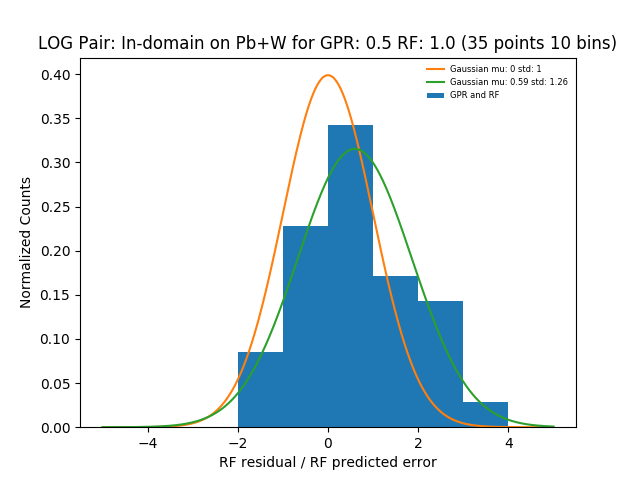 LOG Pair: In-domain on Pb+W for GPR: 0.5 RF: 1.0 (35 points 10 bins)
Gaussian mu: 0 std: 1
Gaussian mu: 0.59 std: 1.26
GPR and RF
Normalized Counts
0.40
0.35
0.30
0.25
0.20
0.15
0.10
0.05
0.00
−4
−2
0
2
4
RF residual / RF predicted error